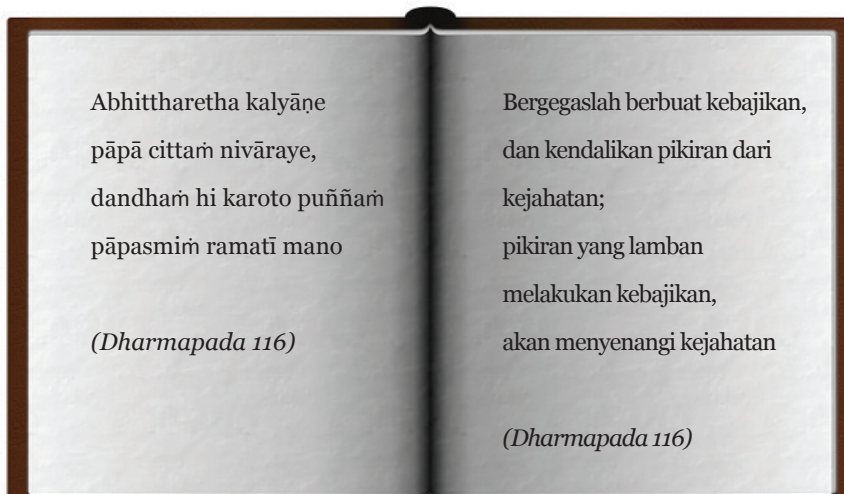 Abhittharetha kalyāṇe
pāpā cittaṁ nivāraye,
dandhaṁ hi karoto puññaṁ
pāpasmiṁ ramatī mano
(Dharmapada 116)
Bergegaslah berbuat kebajikan,
dan kendalikan pikiran dari
kejahatan;
pikiran yang lamban
melakukan kebajikan,
akan menyenangi kejahatan
(Dharmapada 116)